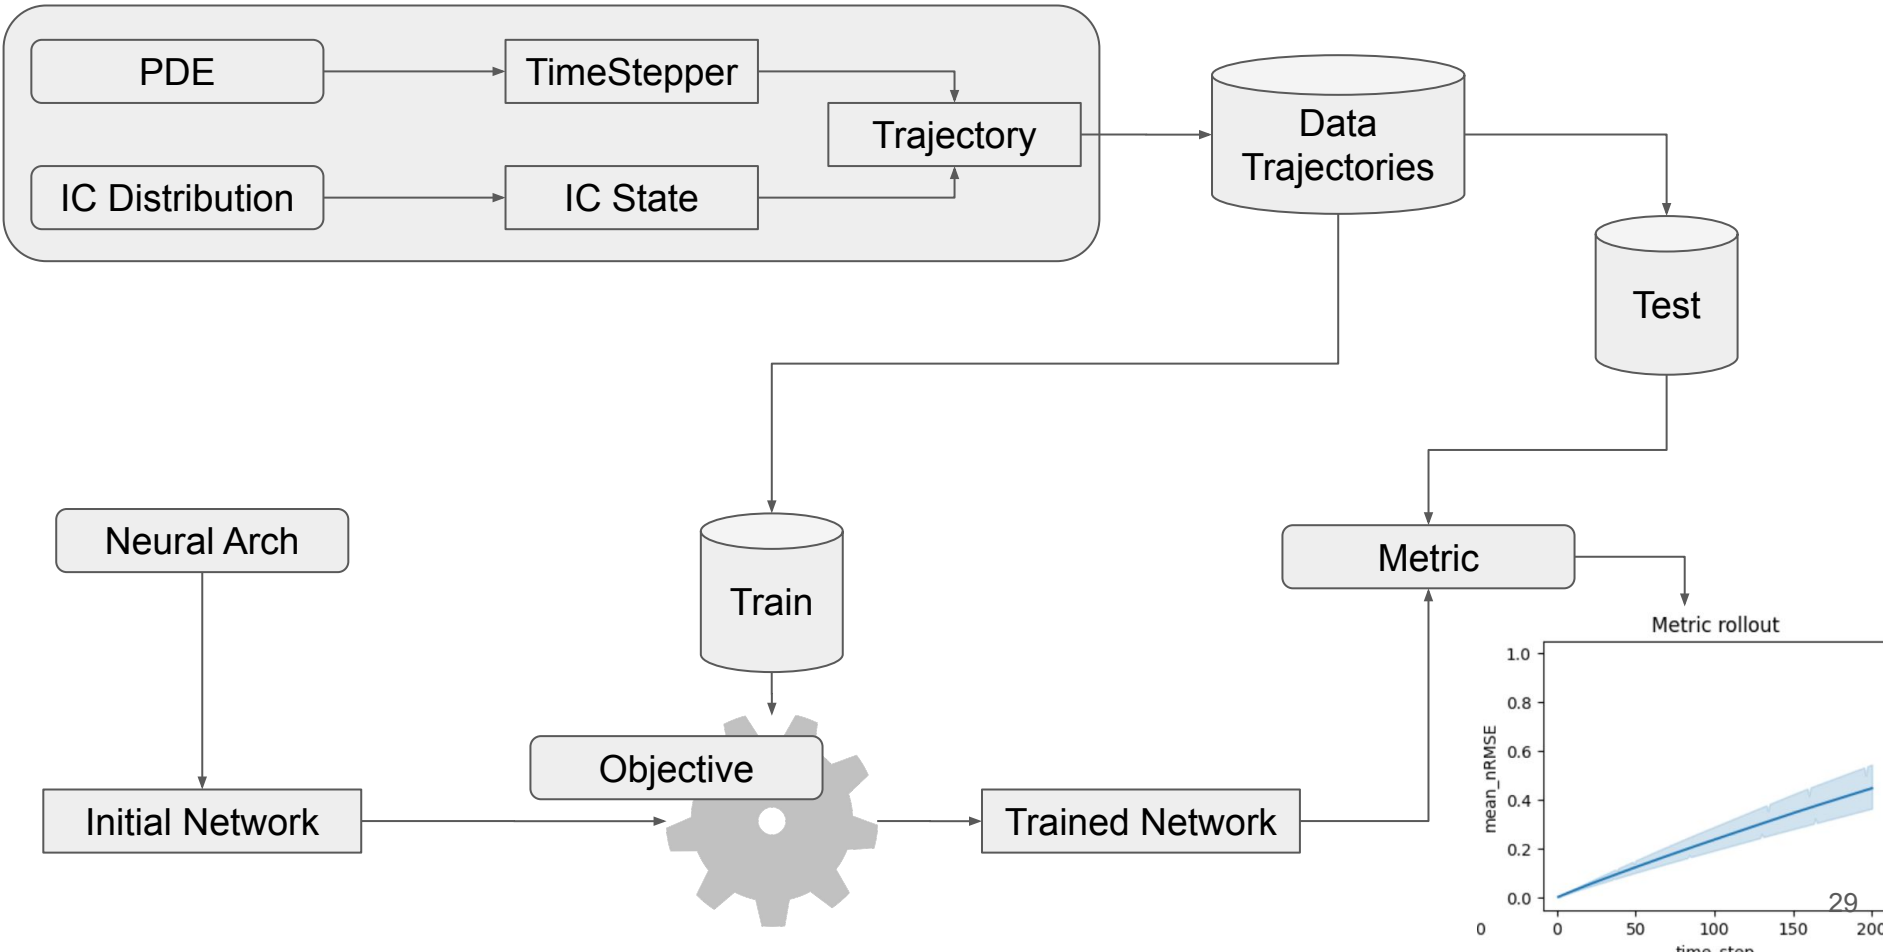 PDE
TimeStepper
Trajectory
IC Distribution
IC State
Data
Trajectories
Test
Neural Arch
Train
Metric
Objective
Initial Network
Trained Network
Metric rollout
mean_nRMSE
1.0
0.8
0.6
0.4
0.2
0.0
29
0
0 50 100 150 200
time_step